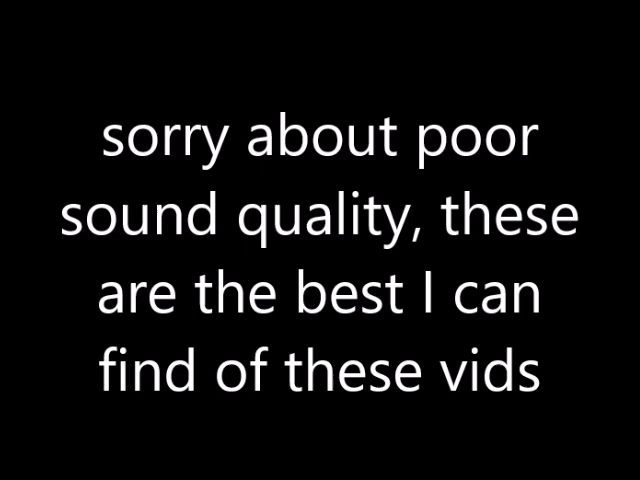 sorry about poor
sound quality, these
are the best I can
find of these vids